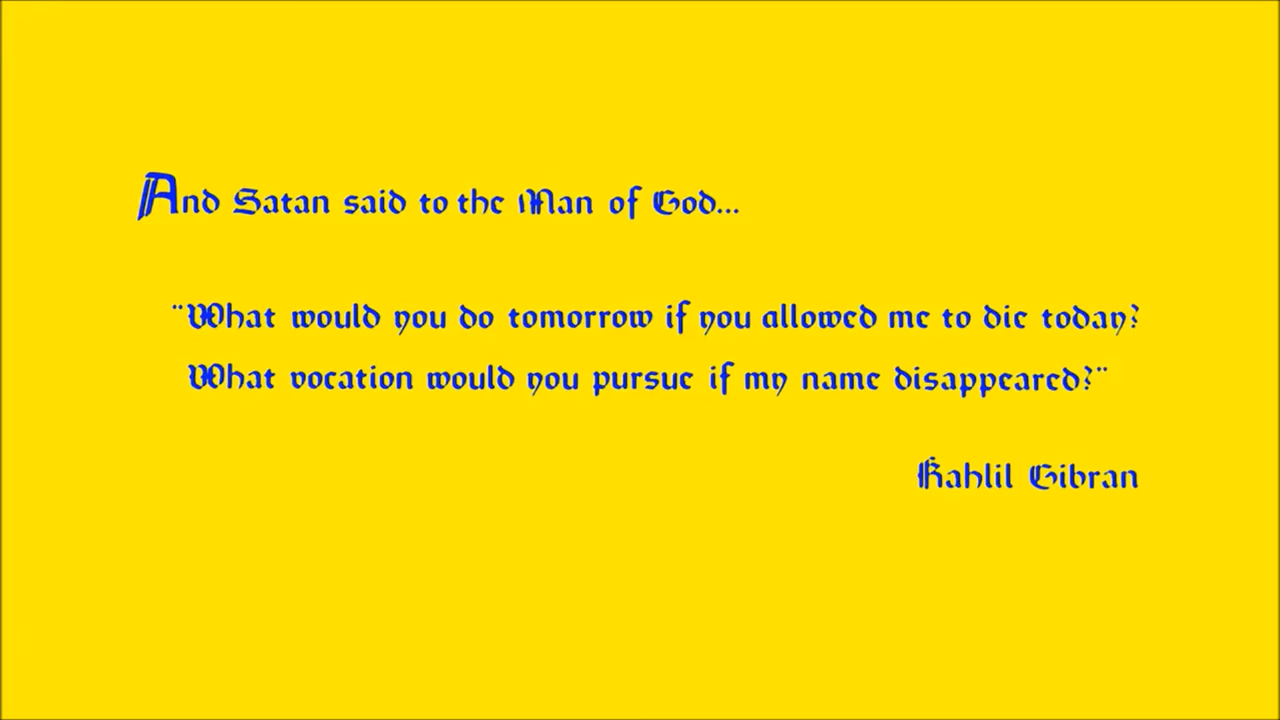 And Satan said to the Man of God...
¨What would you do tomorrow if you allowed me to die today?
What vocation would you pursue if my name disappeared?¨
Kahlil Gibran